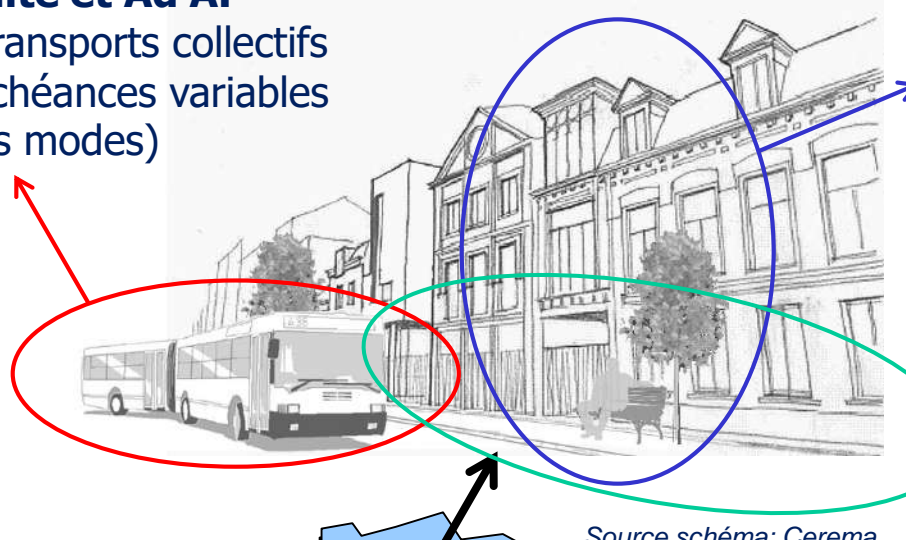 ransports collectifs
chéances variables
s modes)
Source schéma: Cerema